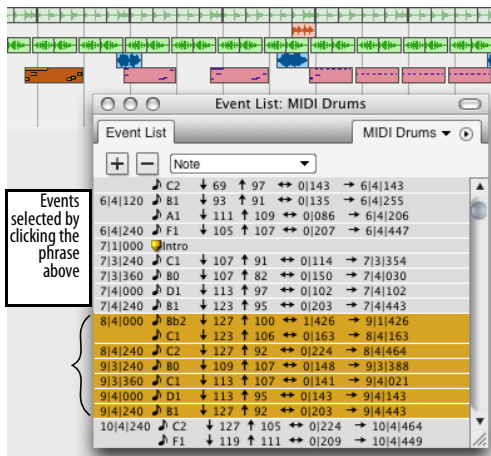 Event List: MIDI Drums
Event List
MIDI Drums
+ − Note
C2 69 97 0|143 6|4|143
6|4|120 B1 93 91 0|135 6|4|255
A1 111 109 0|086 6|4|206
6|4|240 F1 105 107 0|207 6|4|447
7|1|000 Intro
7|3|240 C1 107 91 0|114 7|3|354
7|3|360 B0 107 82 0|150 7|4|030
7|4|000 D1 113 97 0|102 7|4|102
7|4|240 B1 123 95 0|203 7|4|443
8|4|000 Bb2 127 100 1|426 9|1|426
C1 123 106 0|163 8|4|163
8|4|240 C2 127 92 0|224 8|4|464
9|3|240 B0 109 107 0|148 9|3|388
9|3|360 C1 113 107 0|141 9|4|021
9|4|000 D1 113 95 0|143 9|4|143
9|4|240 B1 127 92 0|203 9|4|443
10|4|240 C2 127 105 0|224 10|4|464
F1 119 111 0|209 10|4|449
Events
selected by
clicking the
phrase
above